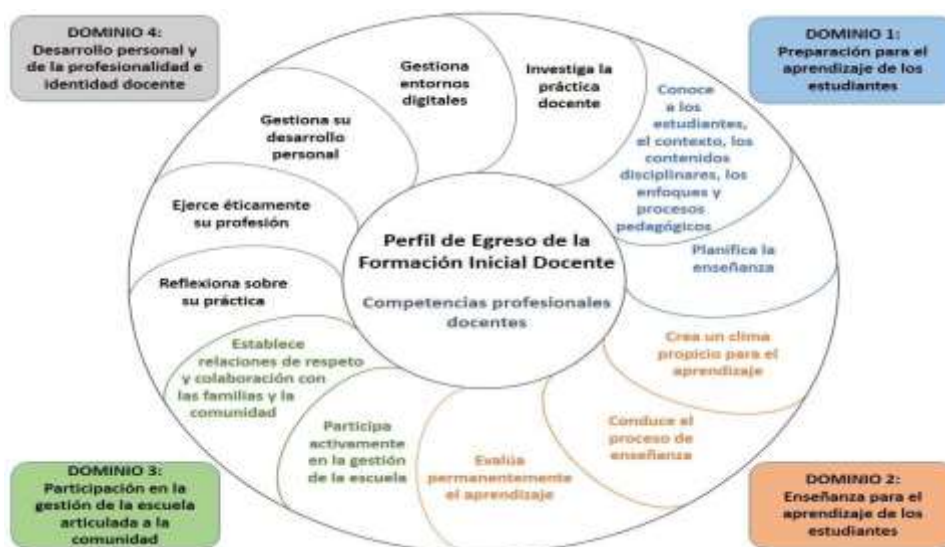 DOMINIO 4:
Desarrollo personal y
de la profesionalidad e
identidad docente
DOMINIO 1:
Preparación para el
aprendizaje de los
estudiantes
Gestiona
entornos
digitales
Investiga la
práctica
docente
Conoce
a los
estudiantes,
el contexto, los
contenidos
disciplinares, los
enfoques y
procesos
pedagógicos
Gestiona su
desarrollo
personal
Ejerce éticamente
su profesión
Reflexiona sobre
su práctica
Perfil de Egreso de la
Formación Inicial Docente
Competencias profesionales
docentes
Planifica la
enseñanza
Crea un clima
propicio para el
aprendizaje
Conduce el
proceso de
enseñanza
Evalúa
permanentemente
el aprendizaje
Participa
activamente
en la gestión
de la escuela
Establece
relaciones de respeto
y colaboración con
las familias y la
comunidad
DOMINIO 3:
Participación en la
gestión de la escuela
articulada a la
comunidad
DOMINIO 2:
Enseñanza para el
aprendizaje de los
estudiantes